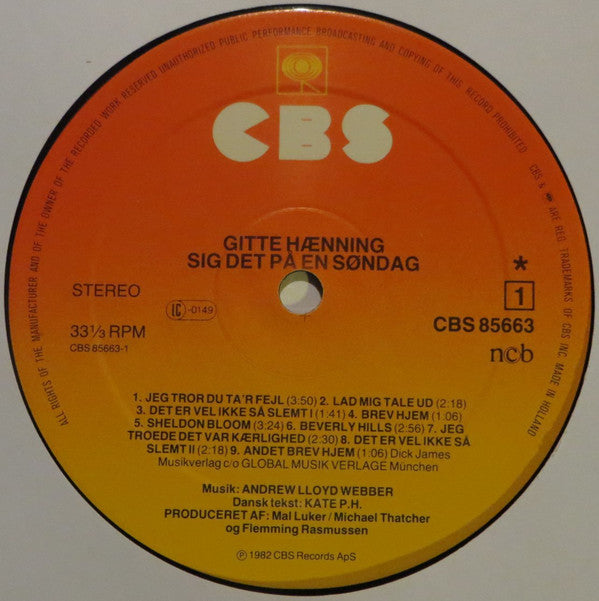 ALL RIGHTS OF THE MANUFACTURER AND OF THE OWNER OF THE RECORDED WORK RESERVED UNAUTHORIZED PUBLIC PERFORMANCE BROADCASTING AND COPYING OF THIS RECORD PROHIBITED
CBS & ARE REG. TRADEMARKS OF CBS INC. MADE IN HOLLAND
CBS
GITTE HÆNNING
SIG DET PÅ EN SØNDAG
*
STEREO
LC-0149
1
33⅓ RPM
CBS 85663
CBS 85663-1
ncb
1. JEG TROR DU TA'R FEJL (3:50) 2. LAD MIG TALE UD (2:18)
3. DET ER VEL IKKE SÅ SLEMT I (1:41) 4. BREV HJEM (1:06)
5. SHELDON BLOOM (3:24) 6. BEVERLY HILLS (2:56) 7. JEG
TROEDE DET VAR KÆRLIGHED (2.30) 8. DET ER VEL IKKE SÅ
SLEMT II (2:18) 9. ANDET BREV HJEM (1:06) Dick James
Musikverlag c/o GLOBAL MUSIK VERLAGE München
Musik: ANDREW LLOYD WEBBER
Dansk tekst: KATE P.H.
PRODUCERET AF: Mal Luker / Michael Thatcher
og Flemming Rasmussen
℗ 1982 CBS Records ApS